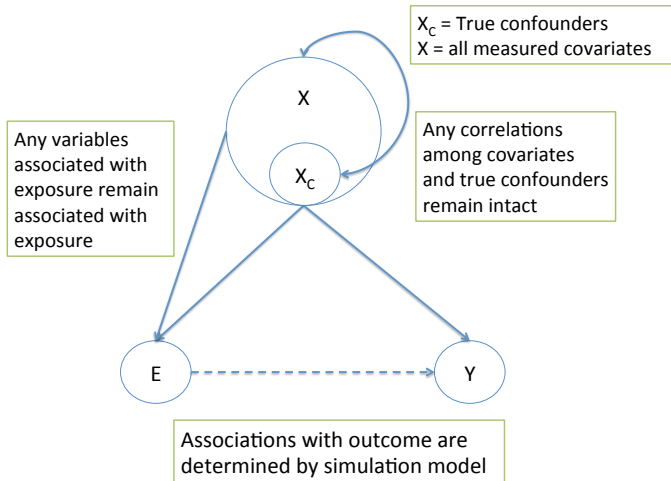 X_C = True confounders
X = all measured covariates
X
Any variables
associated with
exposure remain
associated with
exposure
Any correlations
among covariates
and true confounders
remain intact
X_C
E
Y
Associations with outcome are
determined by simulation model